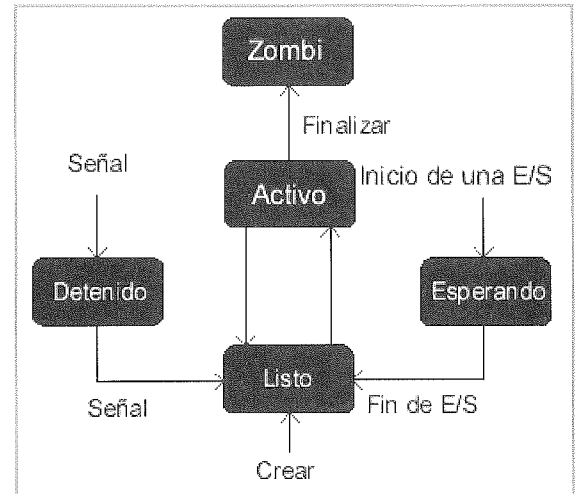 Zombi
Finalizar
Señal
Activo
Inicio de una E/S
Detenido
Esperando
Listo
Señal
Fin de E/S
Crear